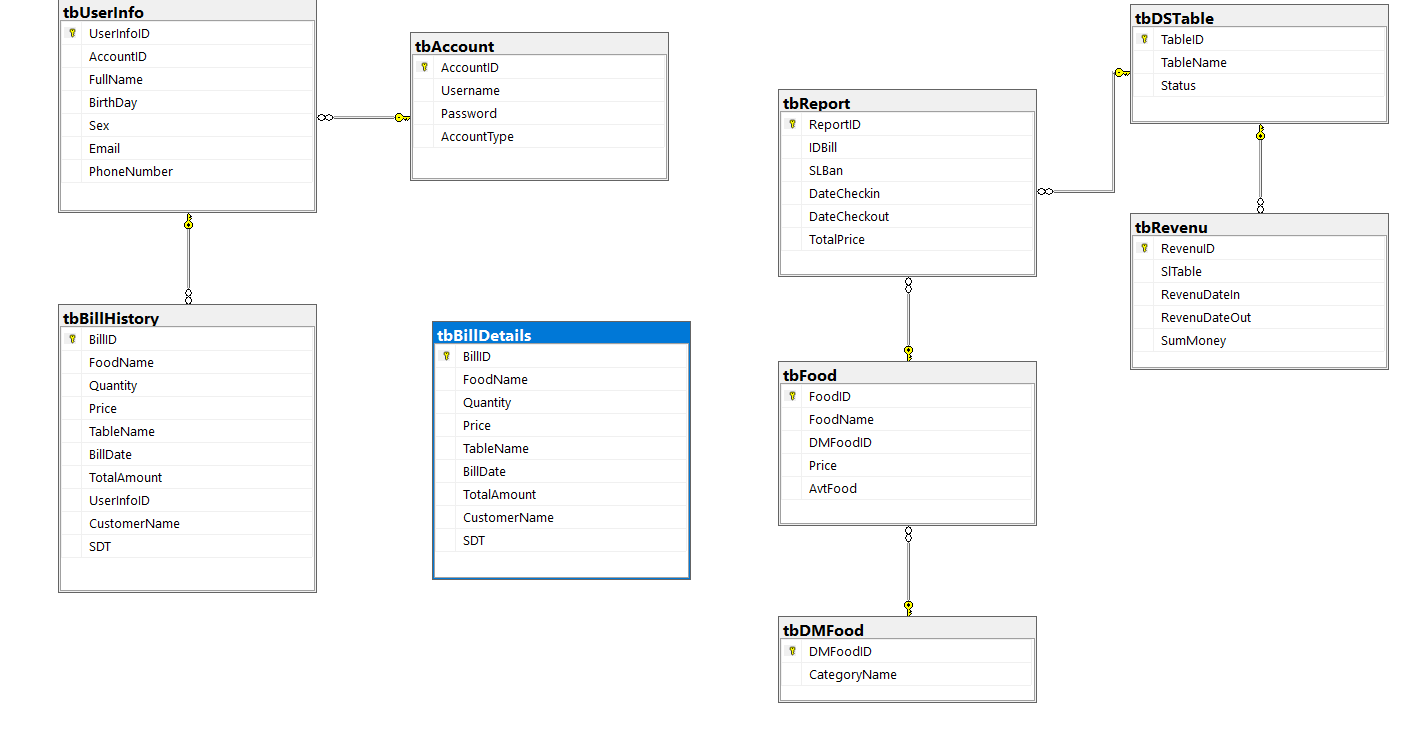 tbUserInfo
UserInfoID
AccountID
FullName
BirthDay
Sex
Email
PhoneNumber
tbAccount
AccountID
Username
Password
AccountType
tbBillHistory
BillID
FoodName
Quantity
Price
TableName
BillDate
TotalAmount
UserInfoID
CustomerName
SDT
tbBillDetails
BillID
FoodName
Quantity
Price
TableName
BillDate
TotalAmount
CustomerName
SDT
tbReport
ReportID
IDBill
SLBan
DateCheckin
DateCheckout
TotalPrice
tbFood
FoodID
FoodName
DMFoodID
Price
AvtFood
tbDMFood
DMFoodID
CategoryName
tbDSTable
TableID
TableName
Status
tbRevenu
RevenuID
SlTable
RevenuDateIn
RevenuDateOut
SumMoney